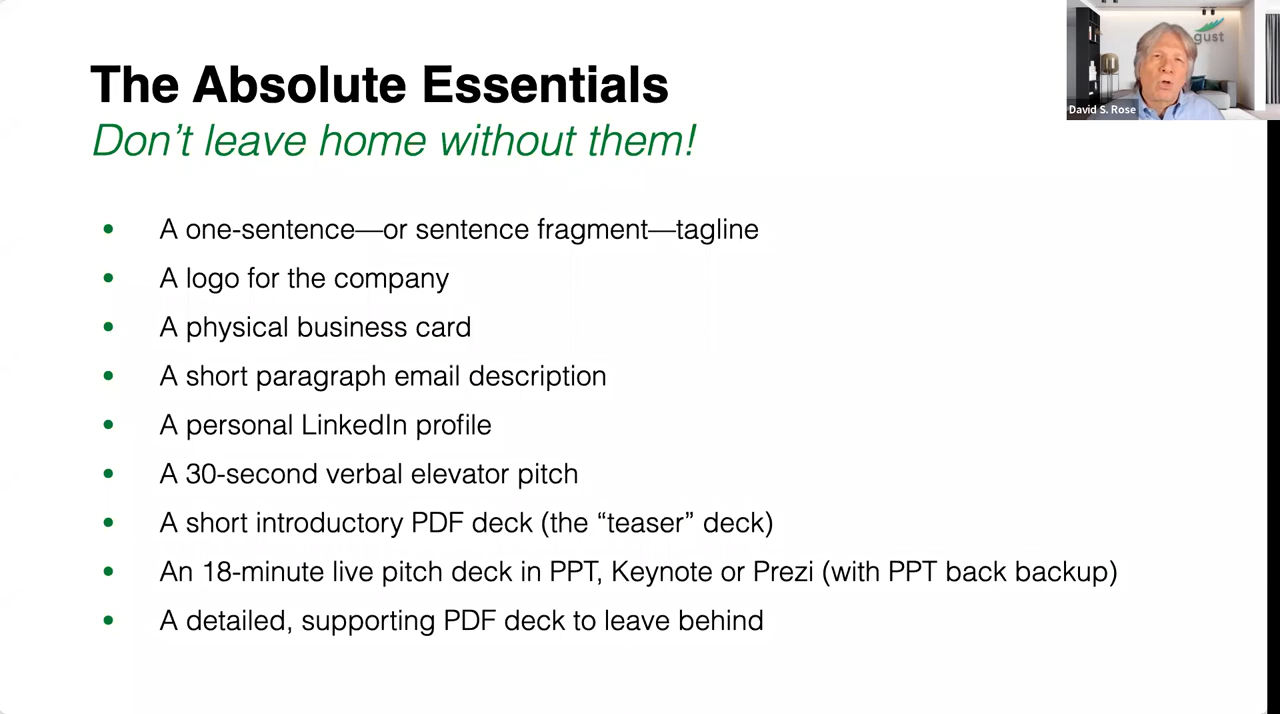 The Absolute Essentials
Don't leave home without them!
• A one-sentence—or sentence fragment—tagline
• A logo for the company
• A physical business card
• A short paragraph email description
• A personal LinkedIn profile
• A 30-second verbal elevator pitch
• A short introductory PDF deck (the “teaser” deck)
• An 18-minute live pitch deck in PPT, Keynote or Prezi (with PPT back backup)
• A detailed, supporting PDF deck to leave behind
gust
David S. Rose